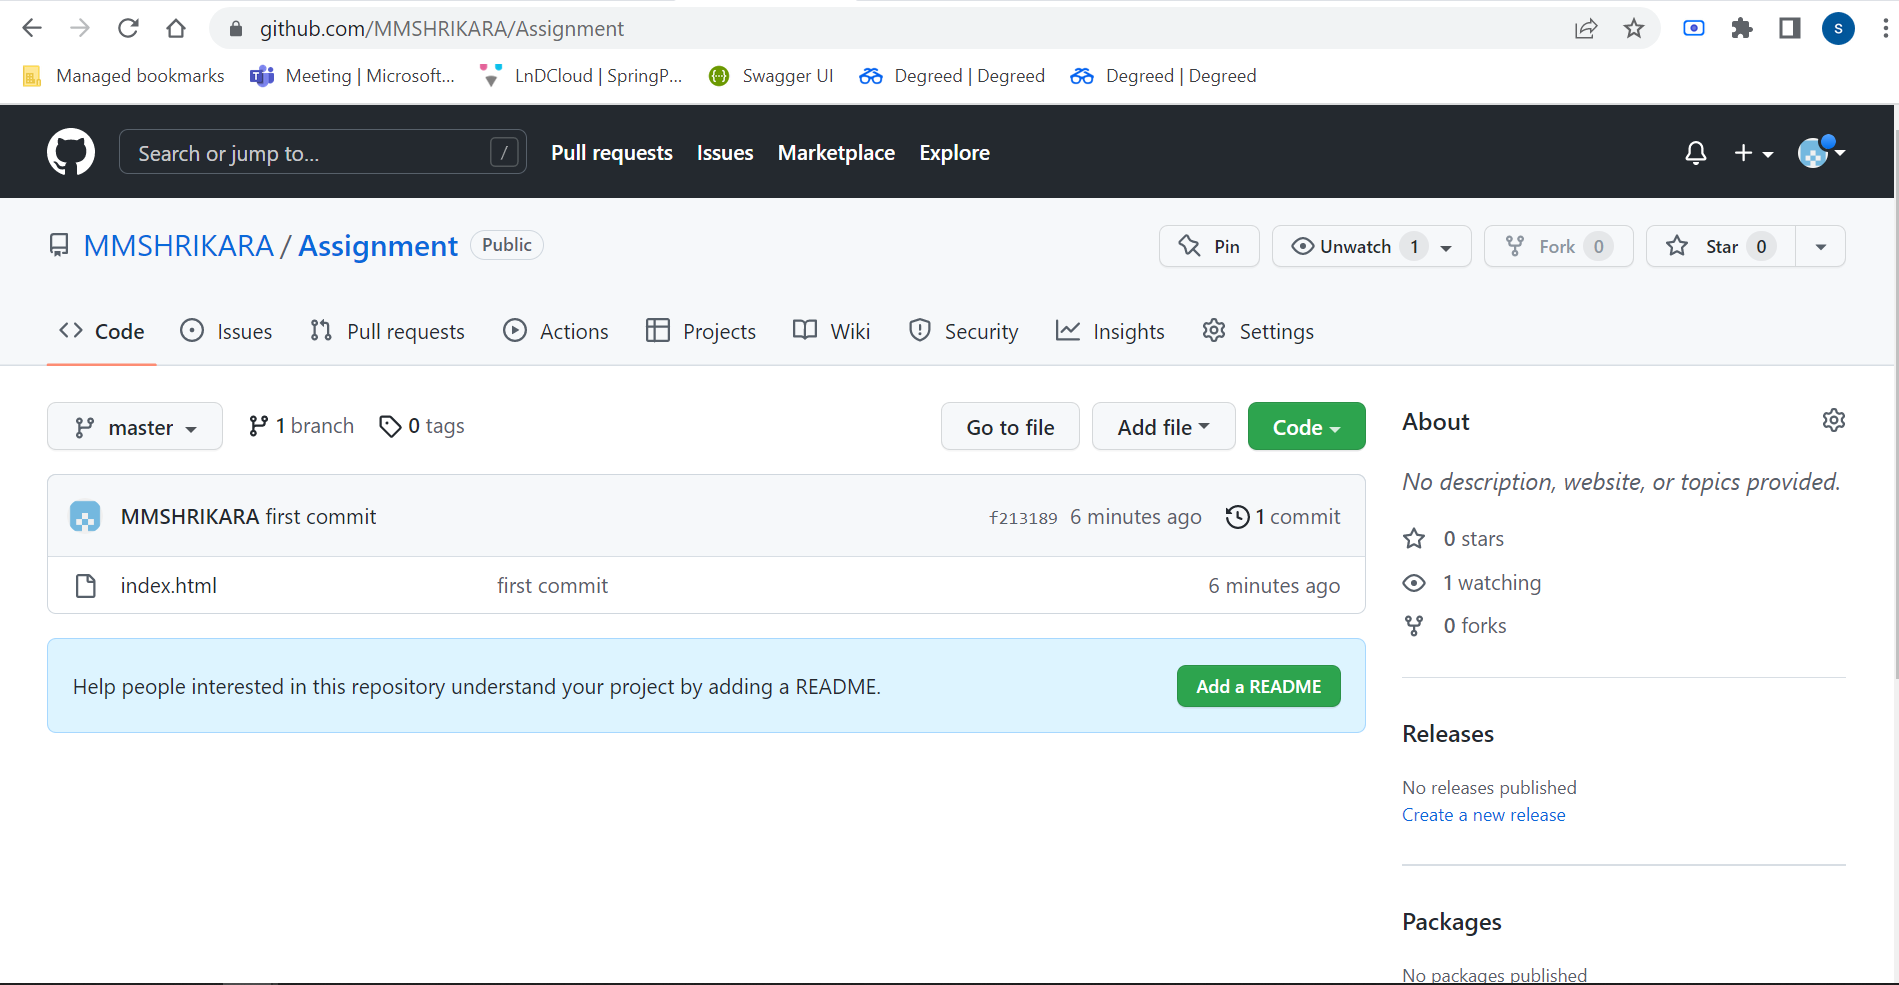 github.com/MMSHRIKARA/Assignment
S
Managed bookmarks Meeting | Microsoft... LnDCloud | SpringP... Swagger UI Degreed | Degreed Degreed | Degreed
Search or jump to... / Pull requests Issues Marketplace Explore
MMSHRIKARA / Assignment Public Pin Unwatch 1 Fork 0 Star 0
Code Issues Pull requests Actions Projects Wiki Security Insights Settings
master 1 branch 0 tags Go to file Add file Code
MMSHRIKARA first commit f213189 6 minutes ago 1 commit
index.html first commit 6 minutes ago
Help people interested in this repository understand your project by adding a README. Add a README
About
No description, website, or topics provided.
0 stars
1 watching
0 forks
Releases
No releases published
Create a new release
Packages
No packages published